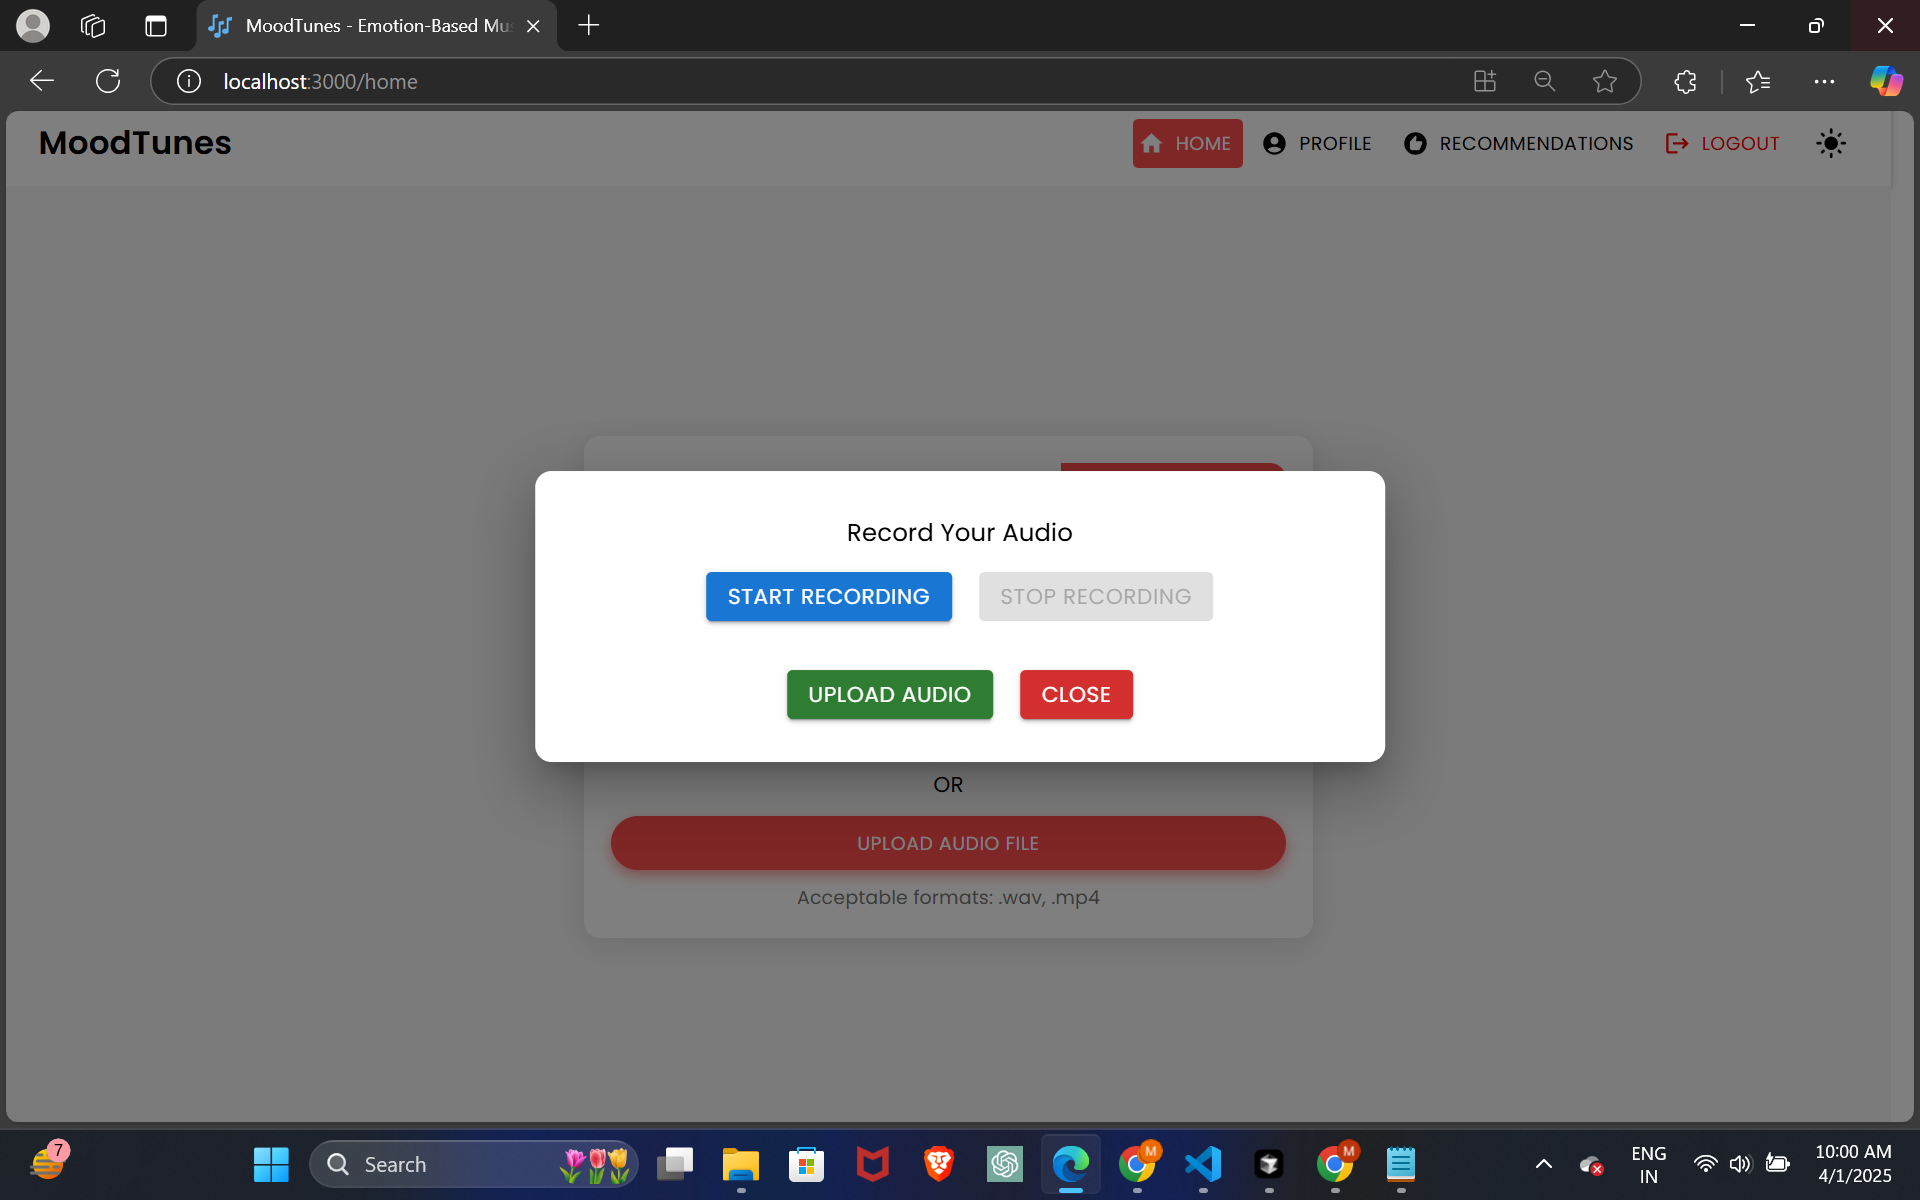 MoodTunes - Emotion-Based Mus
localhost:3000/home
MoodTunes
HOME
PROFILE
RECOMMENDATIONS
LOGOUT
Record Your Audio
START RECORDING
STOP RECORDING
UPLOAD AUDIO
CLOSE
OR
UPLOAD AUDIO FILE
Acceptable formats: .wav, .mp4
7
Search
M
M
ENG
IN
10:00 AM
4/1/2025